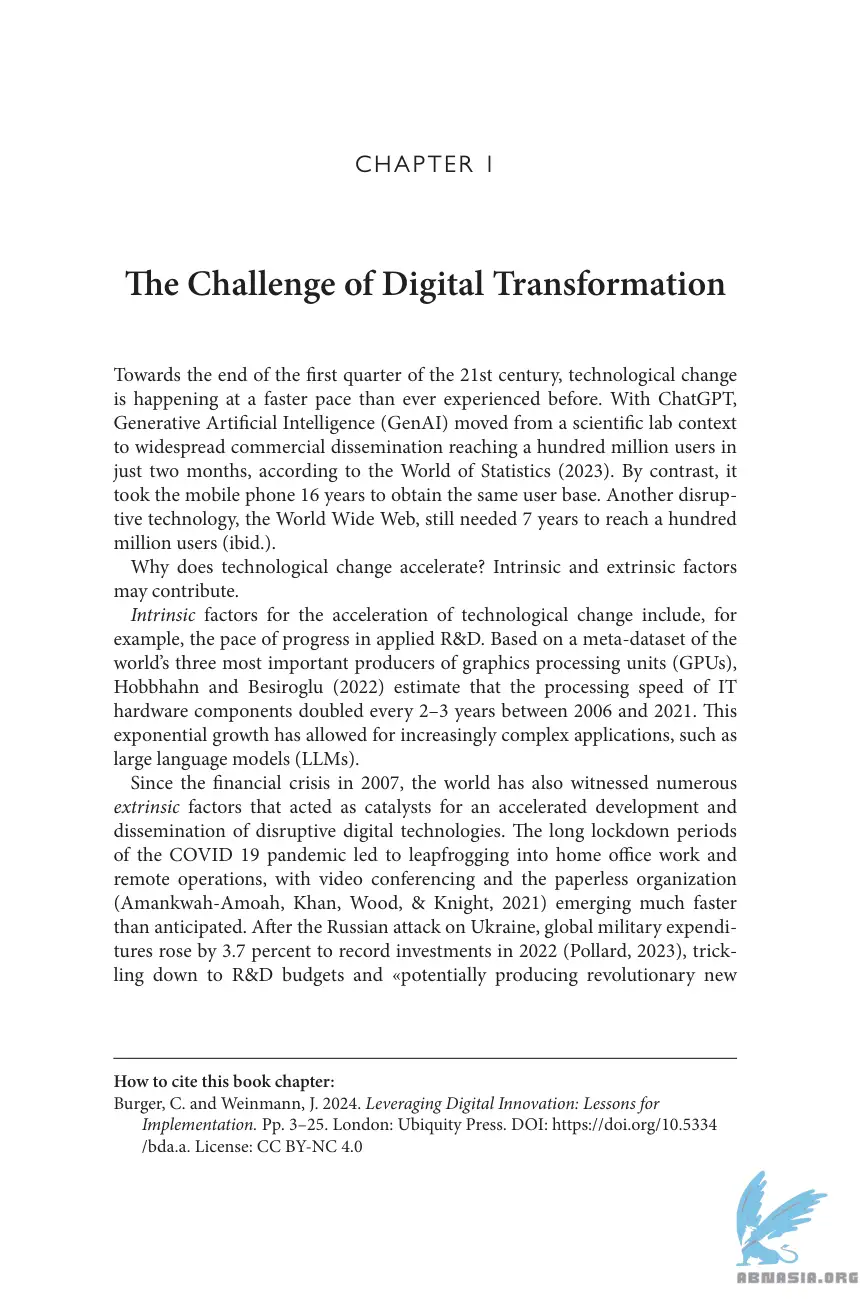 CHAPTER 1
The Challenge of Digital Transformation
Towards the end of the first quarter of the 21st century, technological change
is happening at a faster pace than ever experienced before. With ChatGPT,
Generative Artificial Intelligence (GenAI) moved from a scientific lab context
to widespread commercial dissemination reaching a hundred million users in
just two months, according to the World of Statistics (2023). By contrast, it
took the mobile phone 16 years to obtain the same user base. Another disrup-
tive technology, the World Wide Web, still needed 7 years to reach a hundred
million users (ibid.).
Why does technological change accelerate? Intrinsic and extrinsic factors
may contribute.
Intrinsic factors for the acceleration of technological change include, for
example, the pace of progress in applied R&D. Based on a meta-dataset of the
world’s three most important producers of graphics processing units (GPUs),
Hobbhahn and Besiroglu (2022) estimate that the processing speed of IT
hardware components doubled every 2–3 years between 2006 and 2021. This
exponential growth has allowed for increasingly complex applications, such as
large language models (LLMs).
Since the financial crisis in 2007, the world has also witnessed numerous
extrinsic factors that acted as catalysts for an accelerated development and
dissemination of disruptive digital technologies. The long lockdown periods
of the COVID 19 pandemic led to leapfrogging into home office work and
remote operations, with video conferencing and the paperless organization
(Amankwah-Amoah, Khan, Wood, & Knight, 2021) emerging much faster
than anticipated. After the Russian attack on Ukraine, global military expendi-
tures rose by 3.7 percent to record investments in 2022 (Pollard, 2023), trick-
ling down to R&D budgets and «potentially producing revolutionary new
How to cite this book chapter:
Burger, C. and Weinmann, J. 2024. Leveraging Digital Innovation: Lessons for
Implementation. Pp. 3–25. London: Ubiquity Press. DOI: https://doi.org/10.5334
/bda.a. License: CC BY-NC 4.0
ABNASIA.ORG